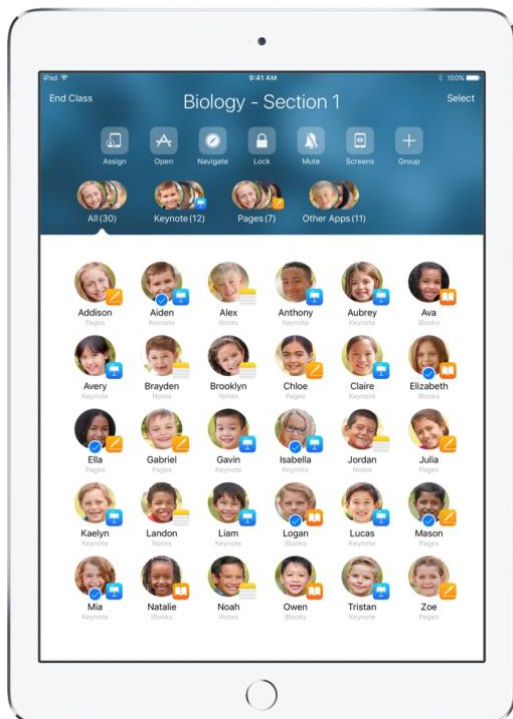 iPad 9:41 AM 100%
End Class Biology - Section 1 Select
Assign Open Navigate Lock Mute Screens Group
All (30) Keynote (12) Pages (7) Other Apps (11)
Addison Aiden Alex Anthony Aubrey Ava
Pages Keynote Notes Keynote Keynote iBooks
Avery Brayden Brooklyn Chloe Claire Elizabeth
Keynote Notes Notes Pages Keynote iBooks
Ella Gabriel Gavin Isabella Jordan Julia
Pages Pages Keynote Keynote Notes Pages
Kaelyn Landon Liam Logan Lucas Mason
Keynote Notes Keynote iBooks Keynote Pages
Mia Natalie Noah Owen Tristan Zoe
Keynote iBooks Notes iBooks Keynote Pages